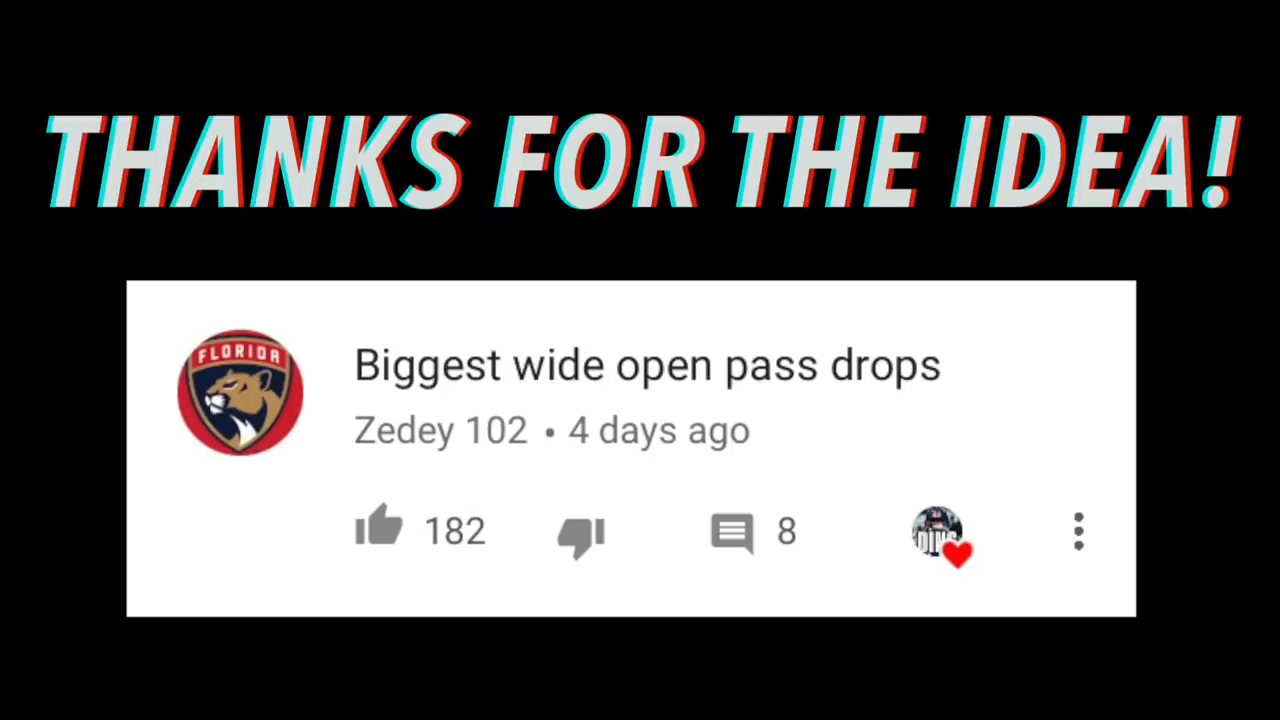 THANKS FOR THE IDEA!
FLORIDA
Biggest wide open pass drops
Zedey 102 • 4 days ago
182
8